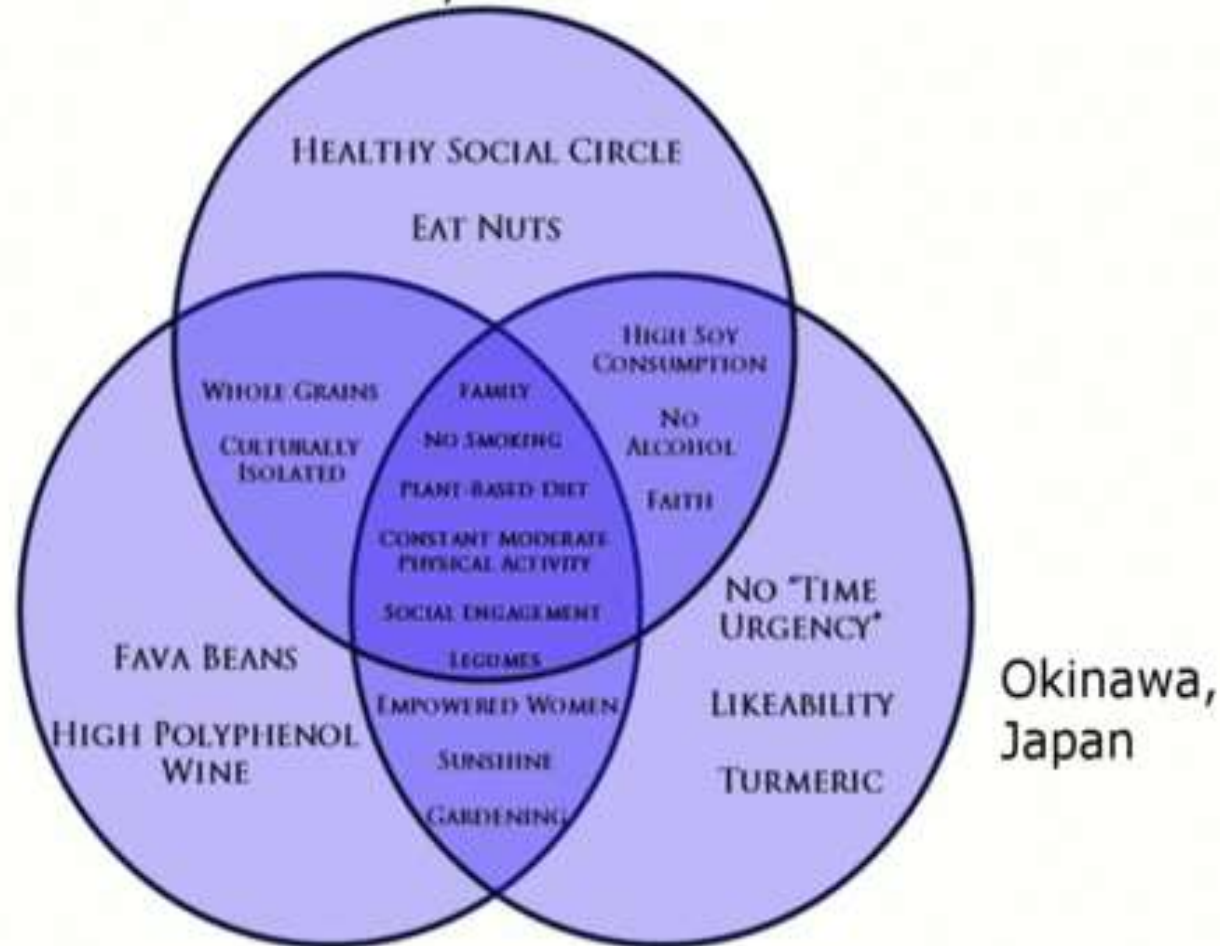 HEALTHY SOCIAL CIRCLE
EAT NUTS
WHOLE GRAINS
CULTURALLY
ISOLATED
FAMILY
NO SMOKING
PLANT-BASED DIET
CONSTANT MODERATE
PHYSICAL ACTIVITY
SOCIAL ENGAGEMENT
LEGUMES
HIGH SOY
CONSUMPTION
NO
ALCOHOL
FAITH
FAVA BEANS
HIGH POLYPHENOL
WINE
EMPOWERED WOMEN
SUNSHINE
GARDENING
NO "TIME
URGENCY"
LIKEABILITY
TURMERIC
Okinawa,
Japan